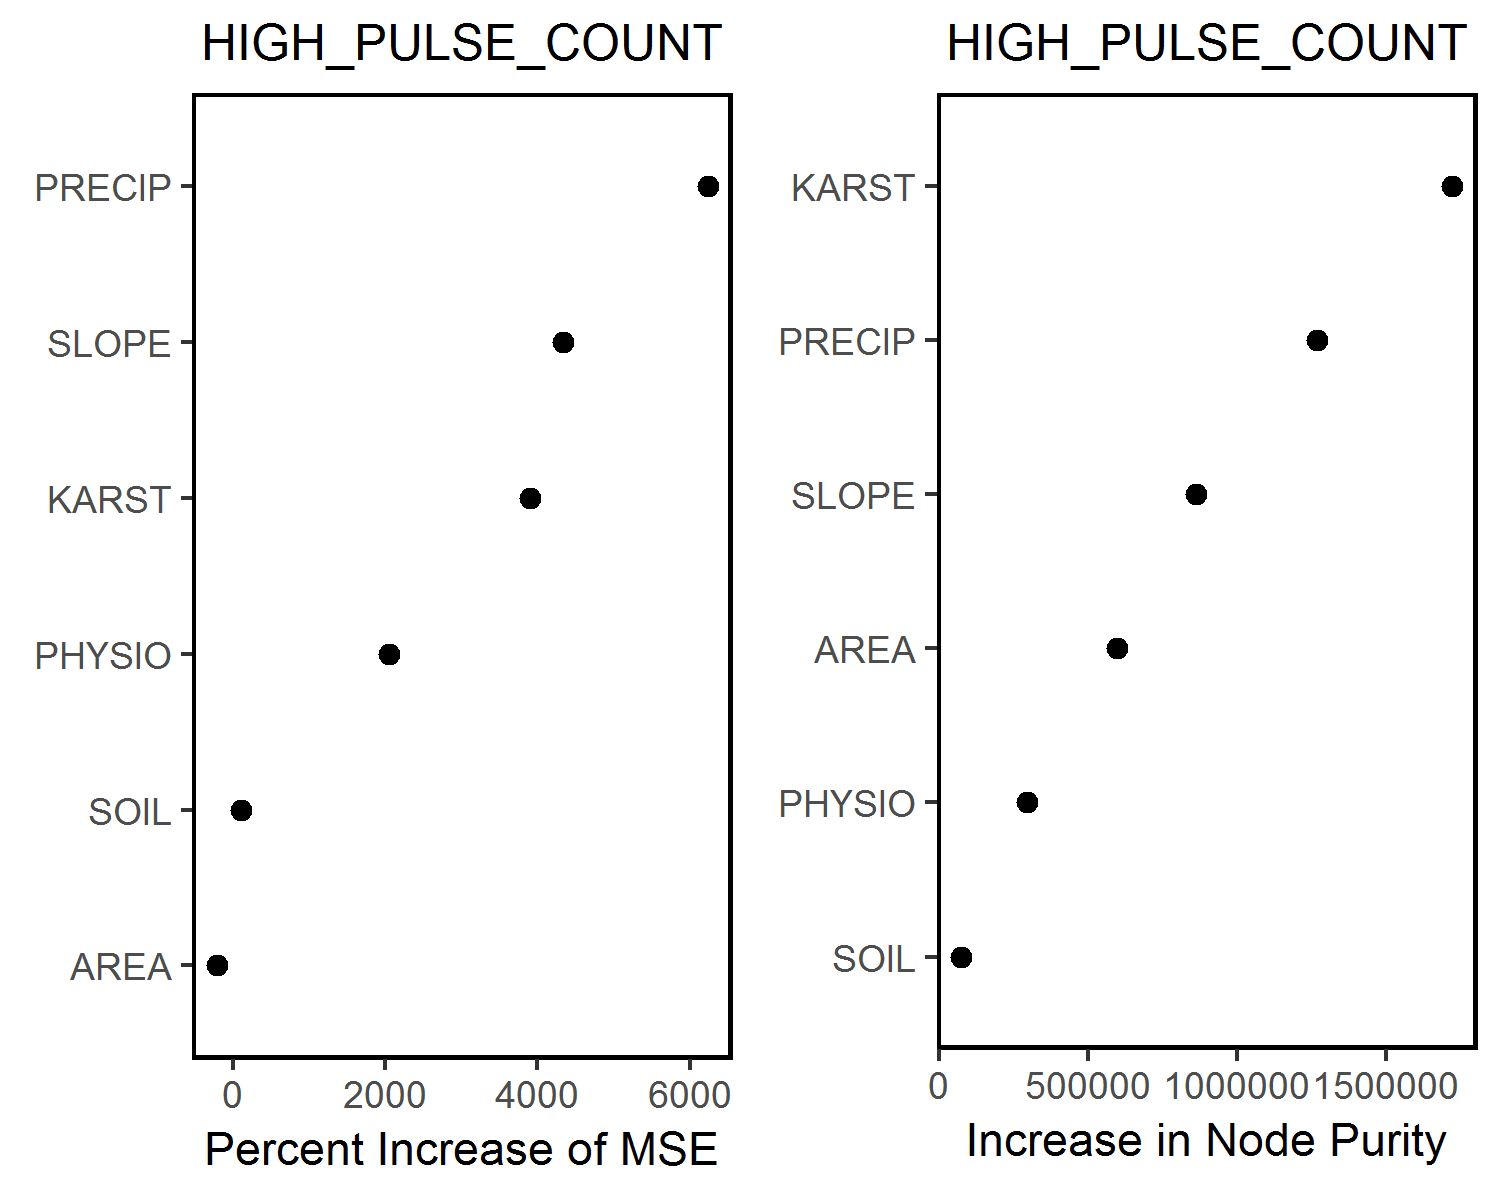 HIGH_PULSE_COUNT
PRECIP
SLOPE
KARST
PHYSIO
SOIL
AREA
0 2000 4000 6000
Percent Increase of MSE
HIGH_PULSE_COUNT
KARST
PRECIP
SLOPE
AREA
PHYSIO
SOIL
0 500000 1000000 1500000
Increase in Node Purity